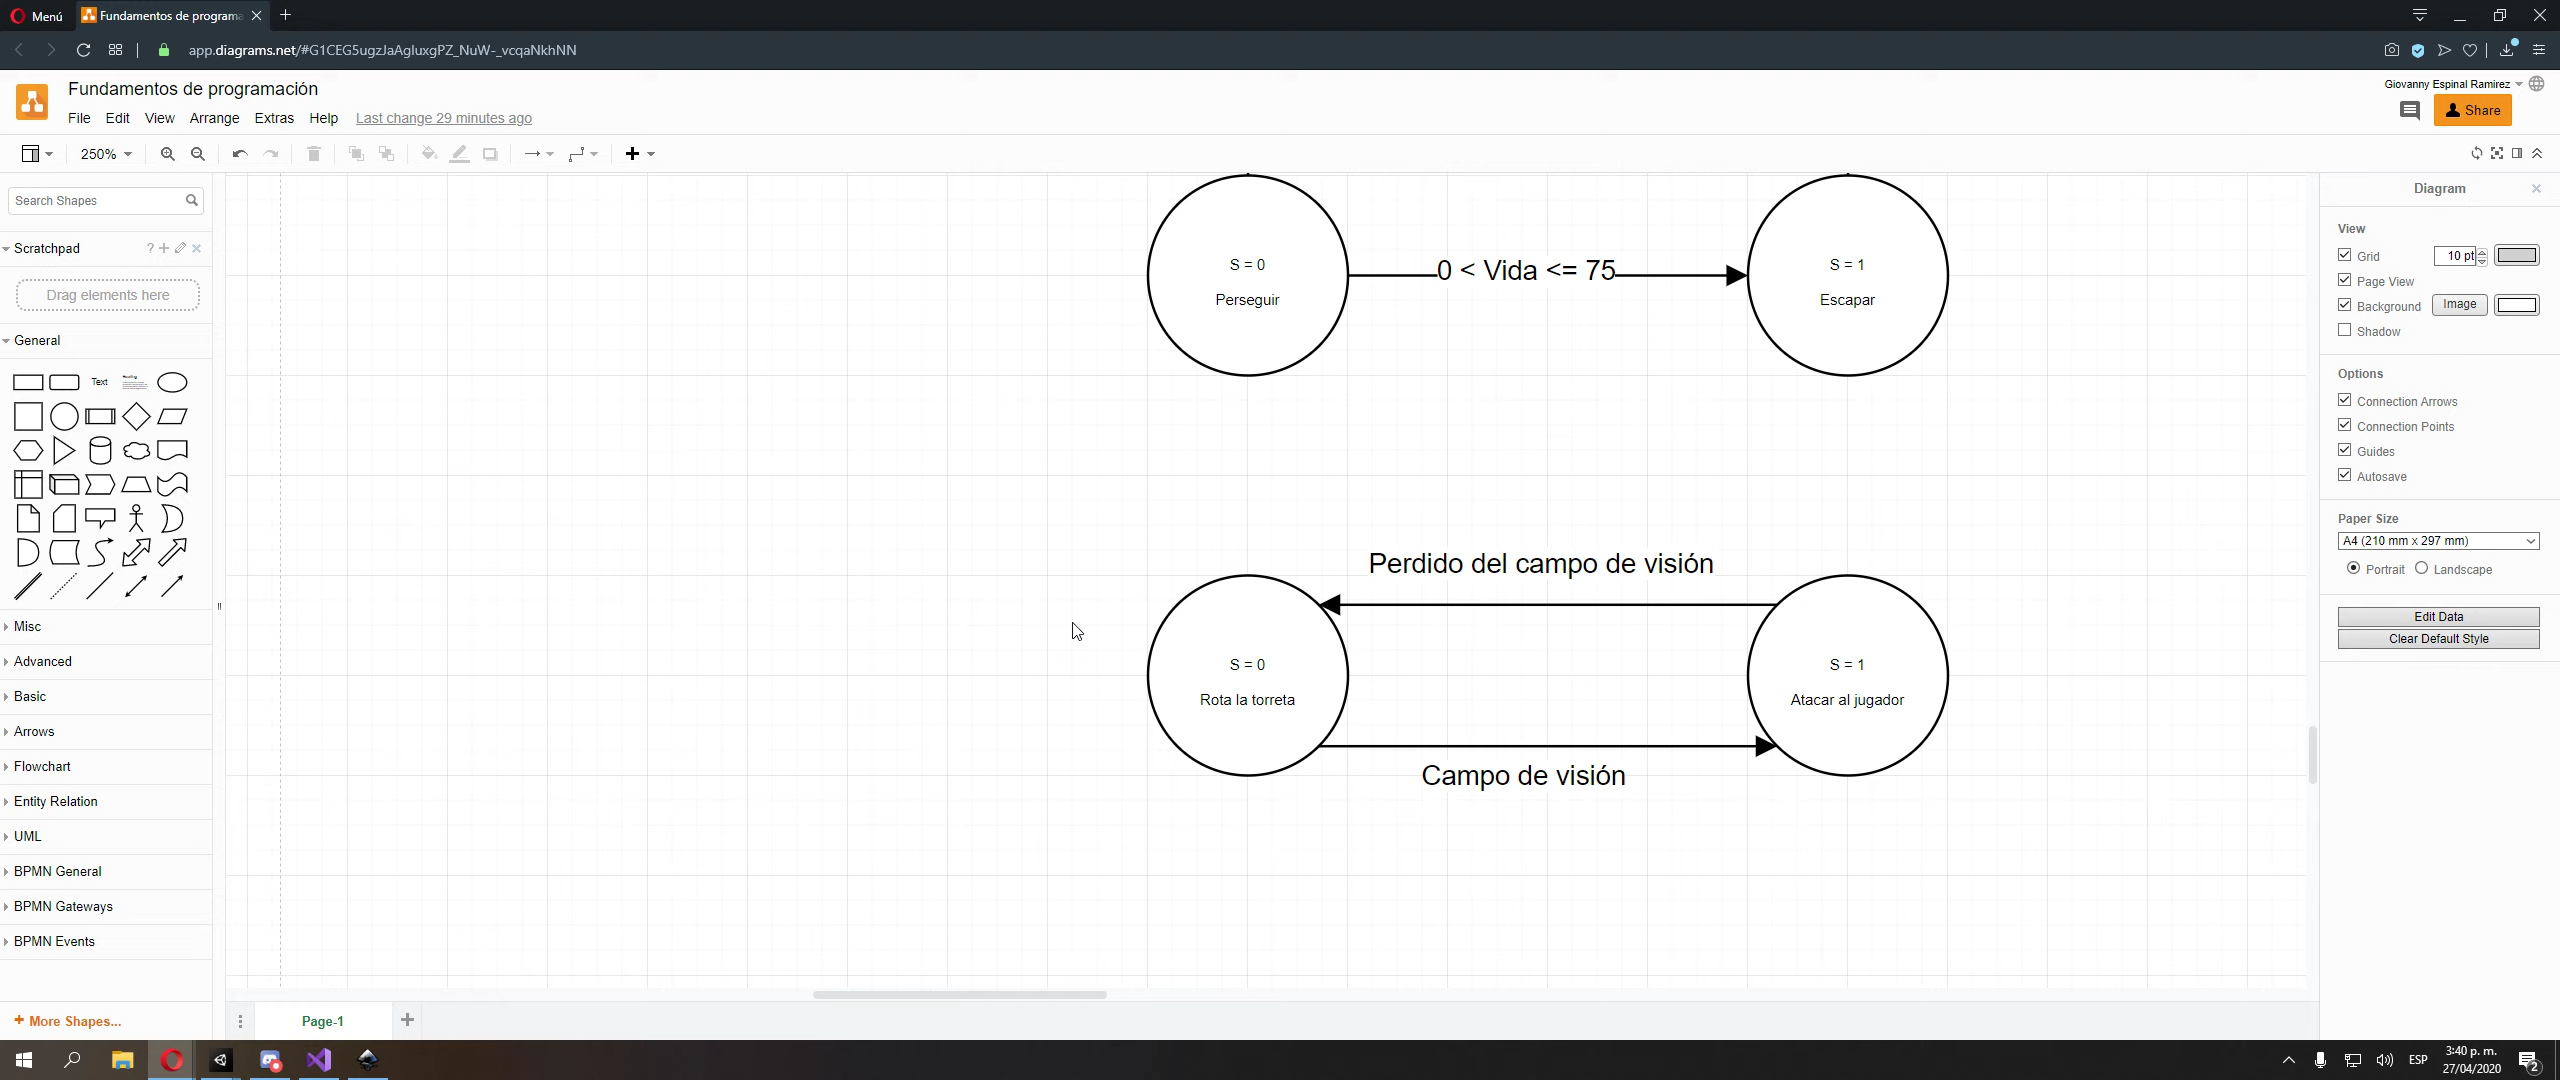 Menú
Fundamentos de programa
app.diagrams.net/#G1CEG5ugzJaAgluxgPZ_NuW-_vcqaNkhNN
Fundamentos de programación
Giovanny Espinal Ramirez
File Edit View Arrange Extras Help Last change 29 minutes ago
Share
250%
Search Shapes
Scratchpad
?
Drag elements here
General
Text
Misc
Advanced
Basic
Arrows
Flowchart
Entity Relation
UML
BPMN General
BPMN Gateways
BPMN Events
+ More Shapes...
S = 0
Perseguir
0 < Vida <= 75
S = 1
Escapar
Perdido del campo de visión
S = 0
Rota la torreta
S = 1
Atacar al jugador
Campo de visión
Page-1
Diagram
View
Grid 10 pt
Page View
Background Image
Shadow
Options
Connection Arrows
Connection Points
Guides
Autosave
Paper Size
A4 (210 mm x 297 mm)
Portrait Landscape
Edit Data
Clear Default Style
ESP
3:40 p. m.
27/04/2020
2